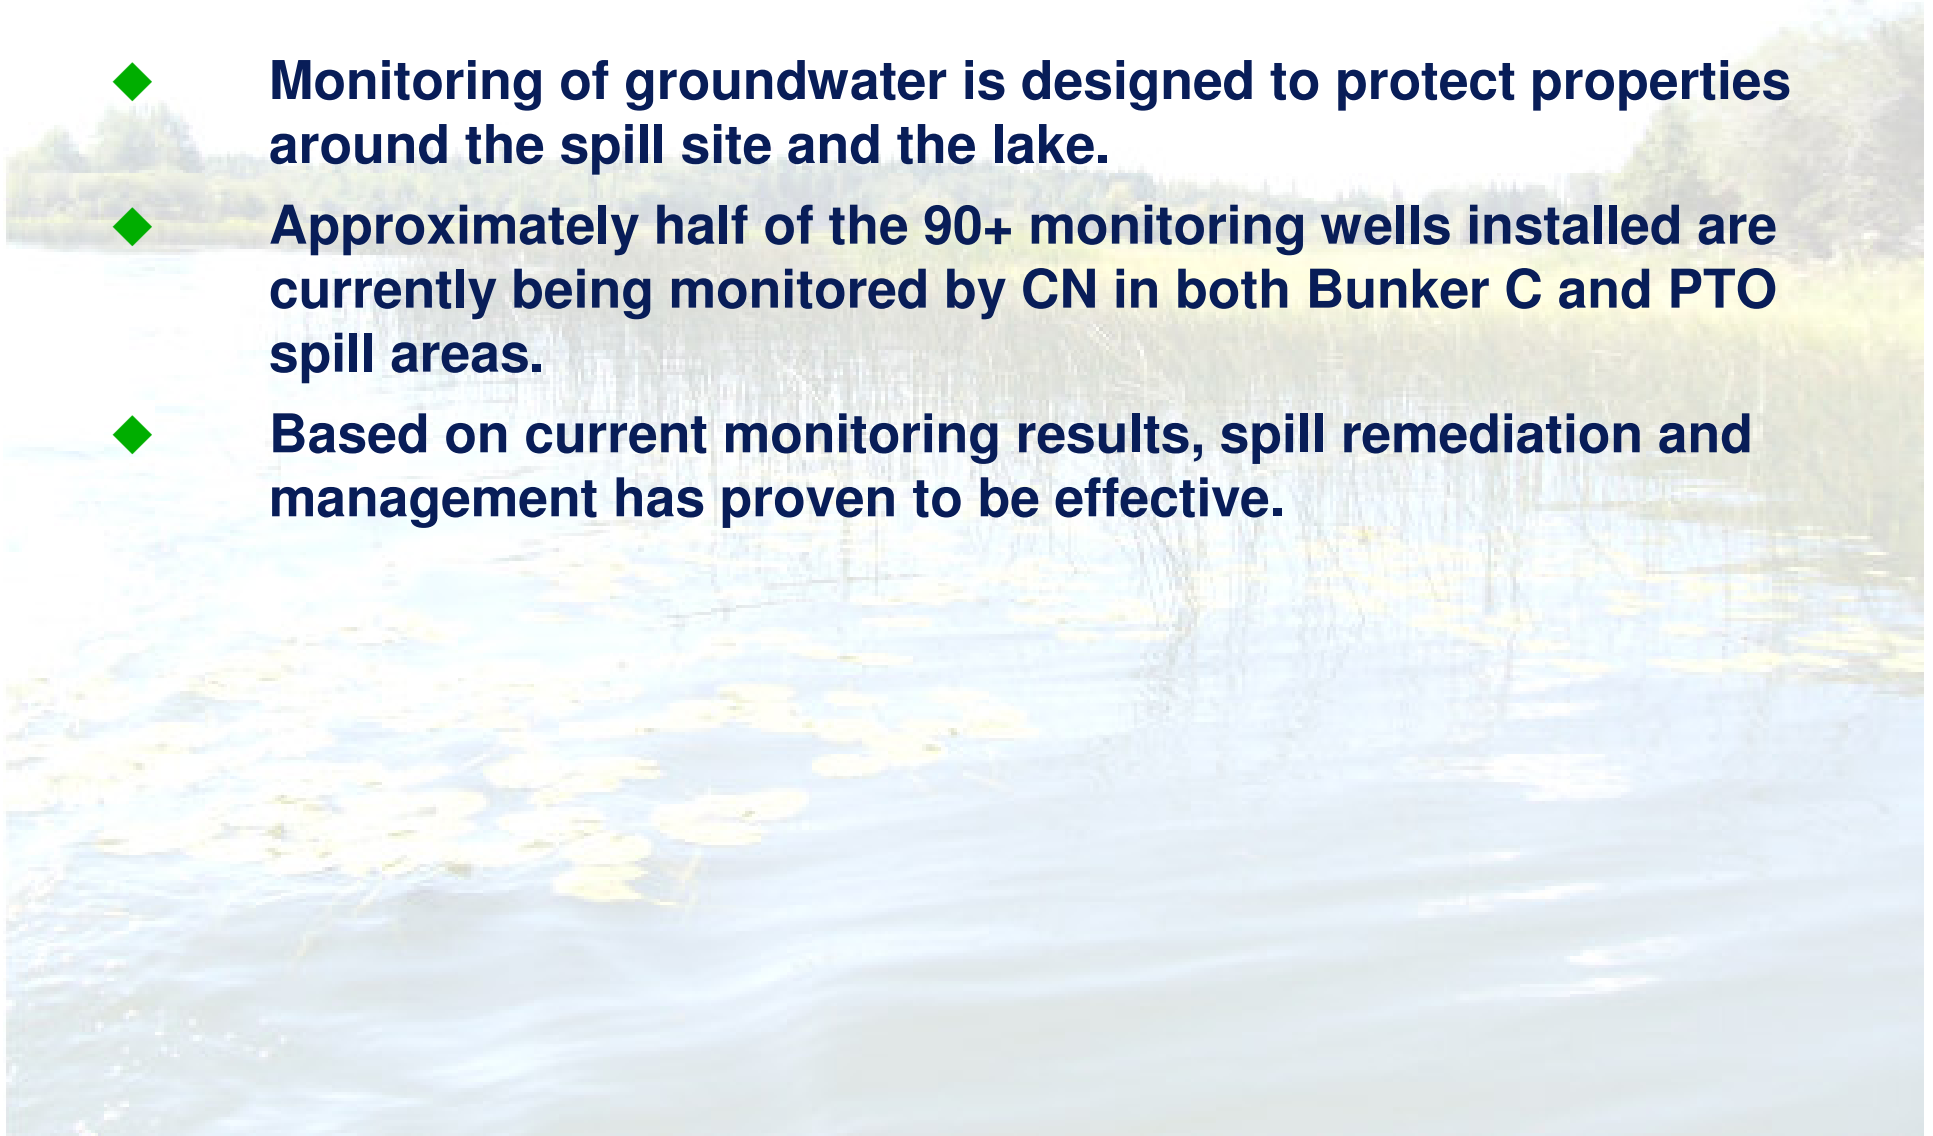 Monitoring of groundwater is designed to protect properties
around the spill site and the lake.
Approximately half of the 90+ monitoring wells installed are
currently being monitored by CN in both Bunker C and PTO
spill areas.
Based on current monitoring results, spill remediation and
management has proven to be effective.